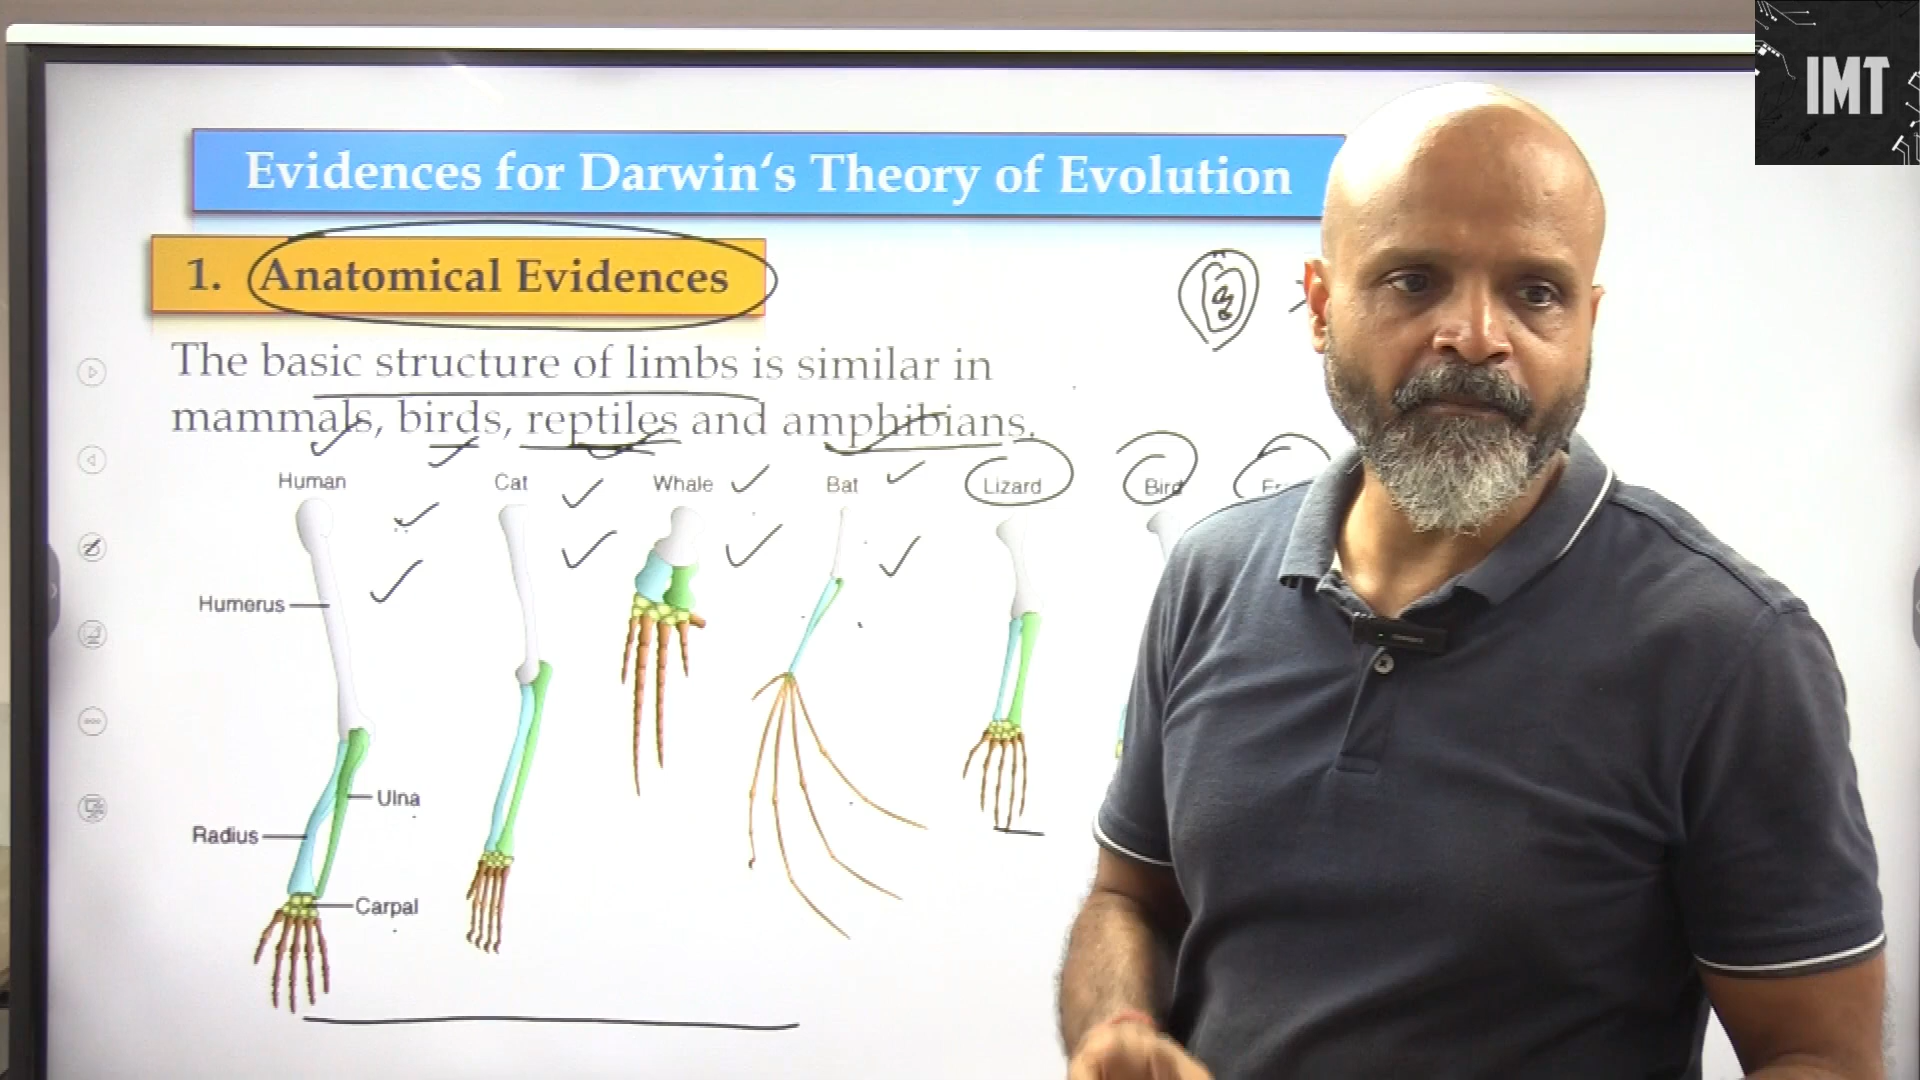 IMT
Evidences for Darwin‘s Theory of Evolution
1. Anatomical Evidences
The basic structure of limbs is similar in
mammals, birds, reptiles and amphibians.
Human Cat Whale Bat Lizard Bird
Humerus
Ulna
Radius
Carpal